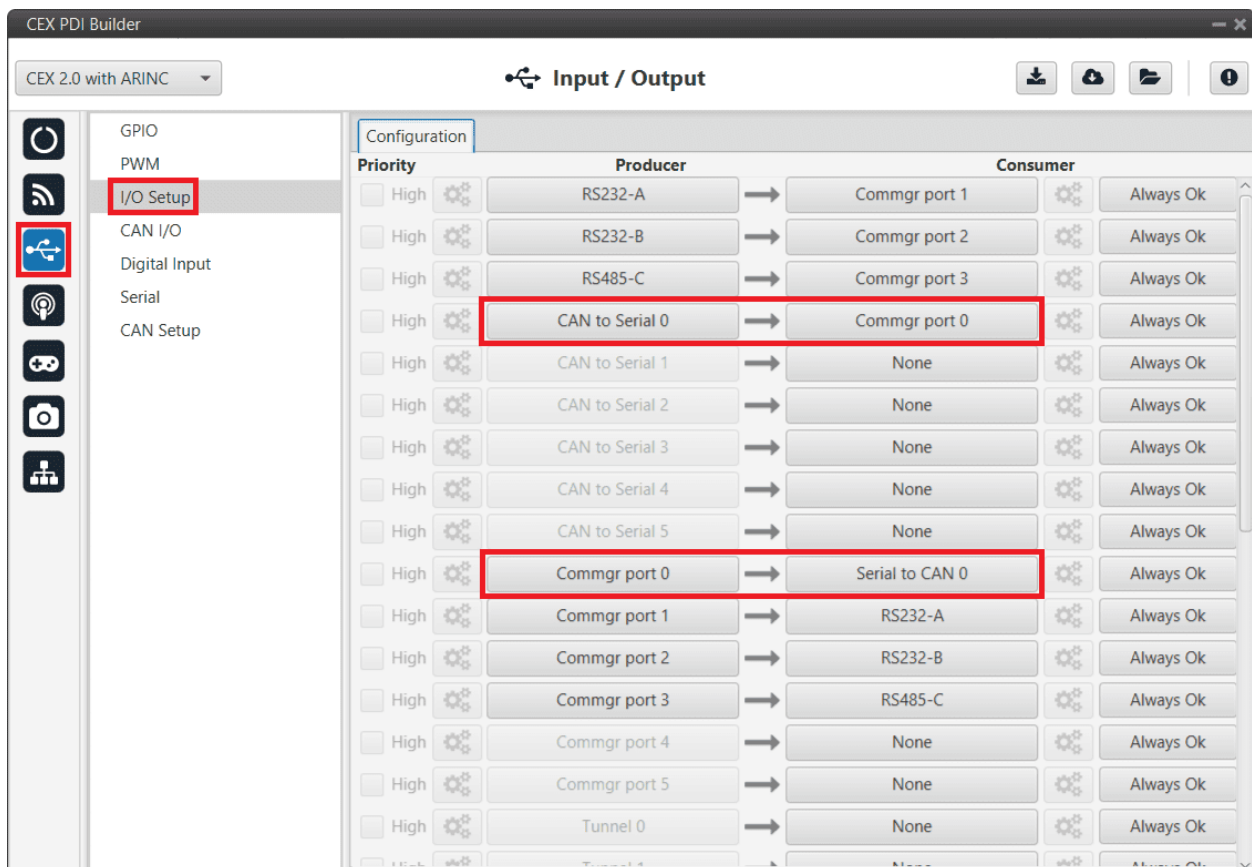 CEX PDI Builder
CEX 2.0 with ARINC
Input / Output
GPIO
PWM
I/O Setup
CAN I/O
Digital Input
Serial
CAN Setup
Configuration
Priority Producer Consumer
High RS232-A Commgr port 1 Always Ok
High RS232-B Commgr port 2 Always Ok
High RS485-C Commgr port 3 Always Ok
High CAN to Serial 0 Commgr port 0 Always Ok
High CAN to Serial 1 None Always Ok
High CAN to Serial 2 None Always Ok
High CAN to Serial 3 None Always Ok
High CAN to Serial 4 None Always Ok
High CAN to Serial 5 None Always Ok
High Commgr port 0 Serial to CAN 0 Always Ok
High Commgr port 1 RS232-A Always Ok
High Commgr port 2 RS232-B Always Ok
High Commgr port 3 RS485-C Always Ok
High Commgr port 4 None Always Ok
High Commgr port 5 None Always Ok
High Tunnel 0 None Always Ok